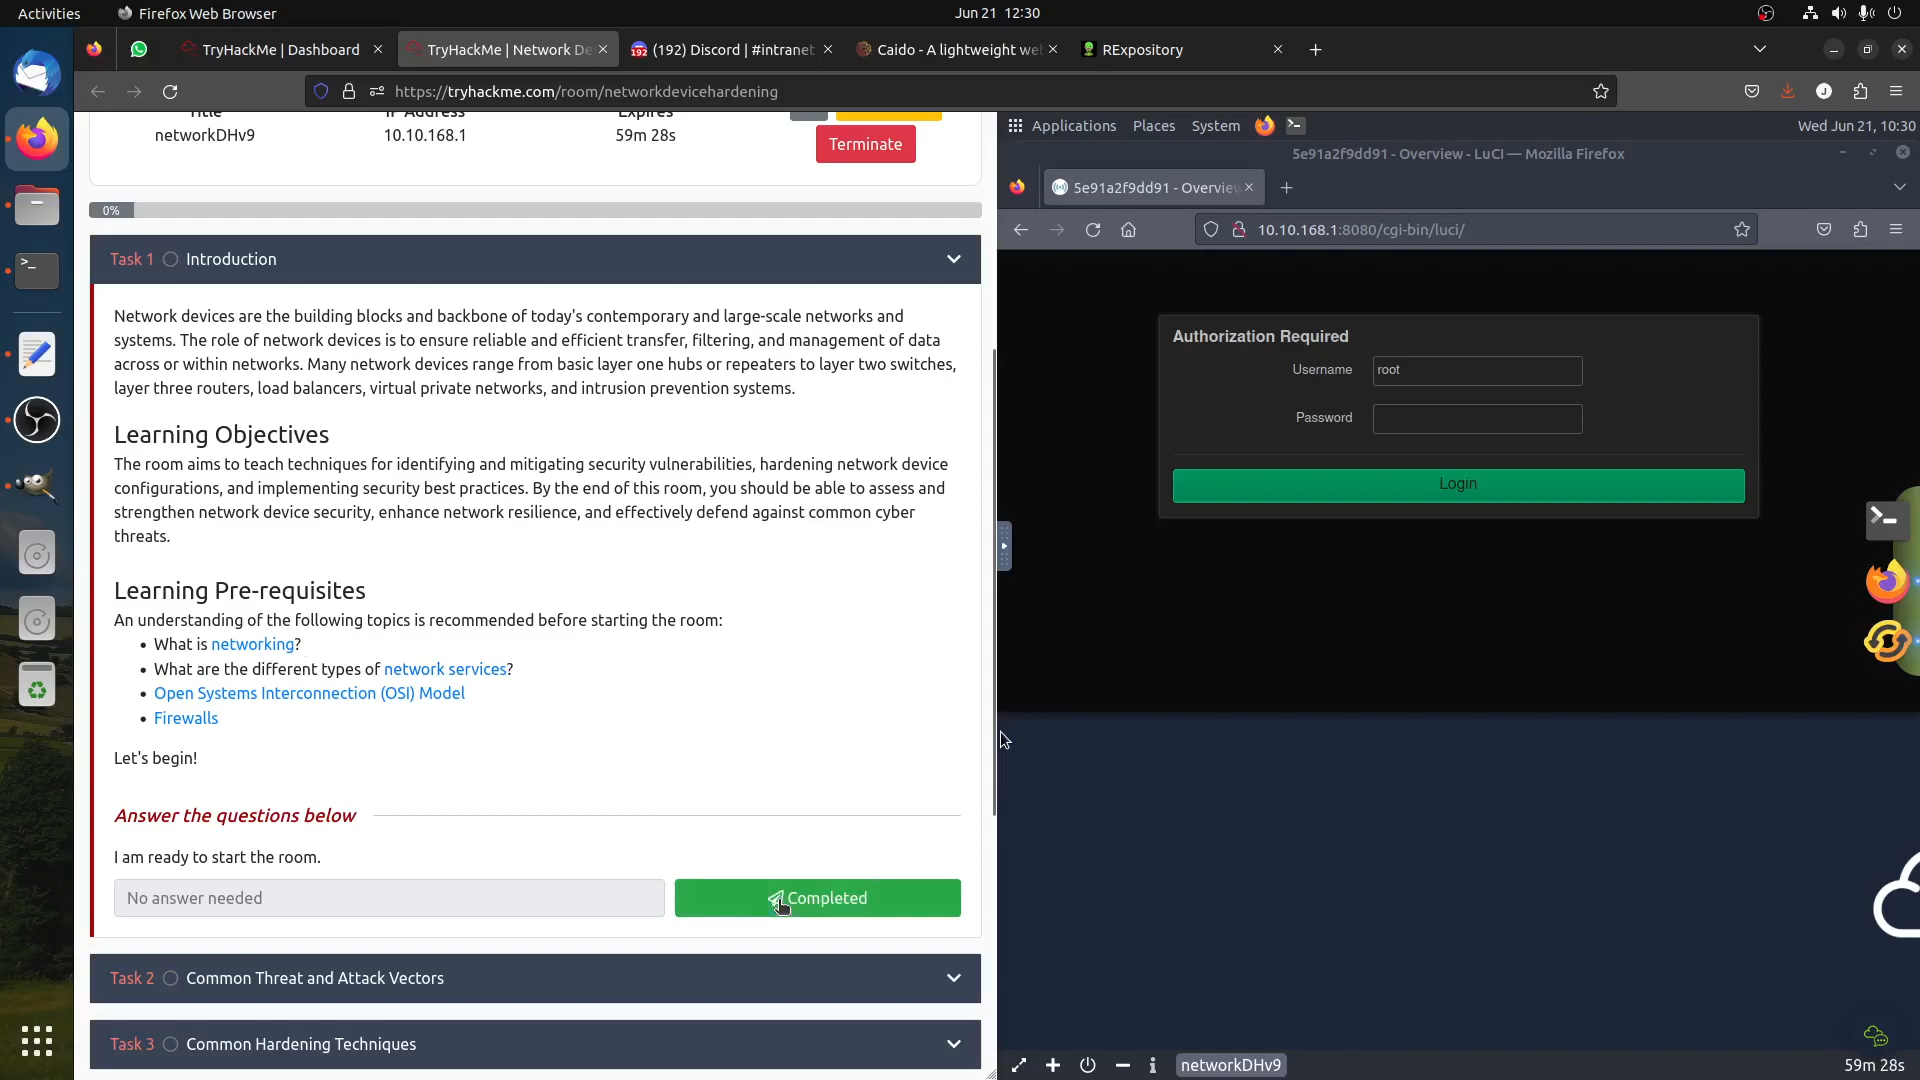 Activities
Firefox Web Browser
Jun 21 12:30
TryHackMe | Dashboard
TryHackMe | Network De
192
(192) Discord | #intranet
Caido - A lightweight we
RExpository
https://tryhackme.com/room/networkdevicehardening
Title
IP Address
Expires
networkDHv9
10.10.168.1
59m 28s
Terminate
0%
Task 1
Introduction
Network devices are the building blocks and backbone of today's contemporary and large-scale networks and
systems. The role of network devices is to ensure reliable and efficient transfer, filtering, and management of data
across or within networks. Many network devices range from basic layer one hubs or repeaters to layer two switches,
layer three routers, load balancers, virtual private networks, and intrusion prevention systems.
Learning Objectives
The room aims to teach techniques for identifying and mitigating security vulnerabilities, hardening network device
configurations, and implementing security best practices. By the end of this room, you should be able to assess and
strengthen network device security, enhance network resilience, and effectively defend against common cyber
threats.
Learning Pre-requisites
An understanding of the following topics is recommended before starting the room:
• What is networking?
• What are the different types of network services?
• Open Systems Interconnection (OSI) Model
• Firewalls
Let's begin!
Answer the questions below
I am ready to start the room.
No answer needed
Completed
Task 2
Common Threat and Attack Vectors
Task 3
Common Hardening Techniques
Applications
Places
System
Wed Jun 21, 10:30
5e91a2f9dd91 - Overview - LuCI — Mozilla Firefox
5e91a2f9dd91 - Overview
10.10.168.1:8080/cgi-bin/luci/
Authorization Required
Username
root
Password
Login
networkDHv9
59m 28s